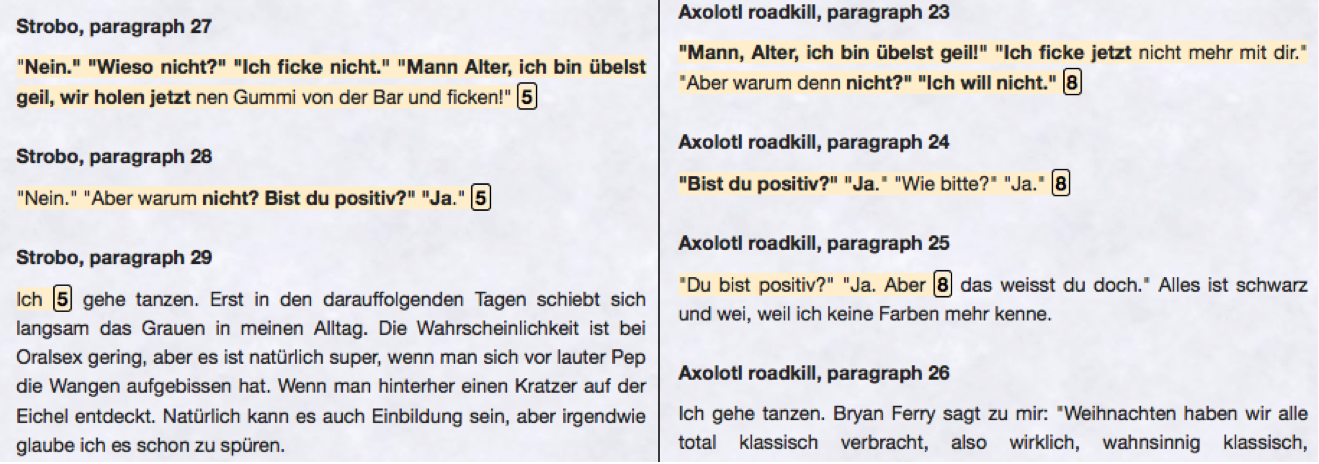 Strobo, paragraph 27
"Nein." "Wieso nicht?" "Ich ficke nicht." "Mann Alter, ich bin übelst
geil, wir holen jetzt nen Gummi von der Bar und ficken!" 5
Strobo, paragraph 28
"Nein." "Aber warum nicht? Bist du positiv?" "Ja." 5
Strobo, paragraph 29
Ich 5 gehe tanzen. Erst in den darauffolgenden Tagen schiebt sich
langsam das Grauen in meinen Alltag. Die Wahrscheinlichkeit ist bei
Oralsex gering, aber es ist natürlich super, wenn man sich vor lauter Pep
die Wangen aufgebissen hat. Wenn man hinterher einen Kratzer auf der
Eichel entdeckt. Natürlich kann es auch Einbildung sein, aber irgendwie
glaube ich es schon zu spüren.
Axolotl roadkill, paragraph 23
"Mann, Alter, ich bin übelst geil!" "Ich ficke jetzt nicht mehr mit dir."
"Aber warum denn nicht?" "Ich will nicht." 8
Axolotl roadkill, paragraph 24
"Bist du positiv?" "Ja." "Wie bitte?" "Ja." 8
Axolotl roadkill, paragraph 25
"Du bist positiv?" "Ja. Aber 8 das weisst du doch." Alles ist schwarz
und wei, weil ich keine Farben mehr kenne.
Axolotl roadkill, paragraph 26
Ich gehe tanzen. Bryan Ferry sagt zu mir: "Weihnachten haben wir alle
total klassisch verbracht, also wirklich, wahnsinnig klassisch,